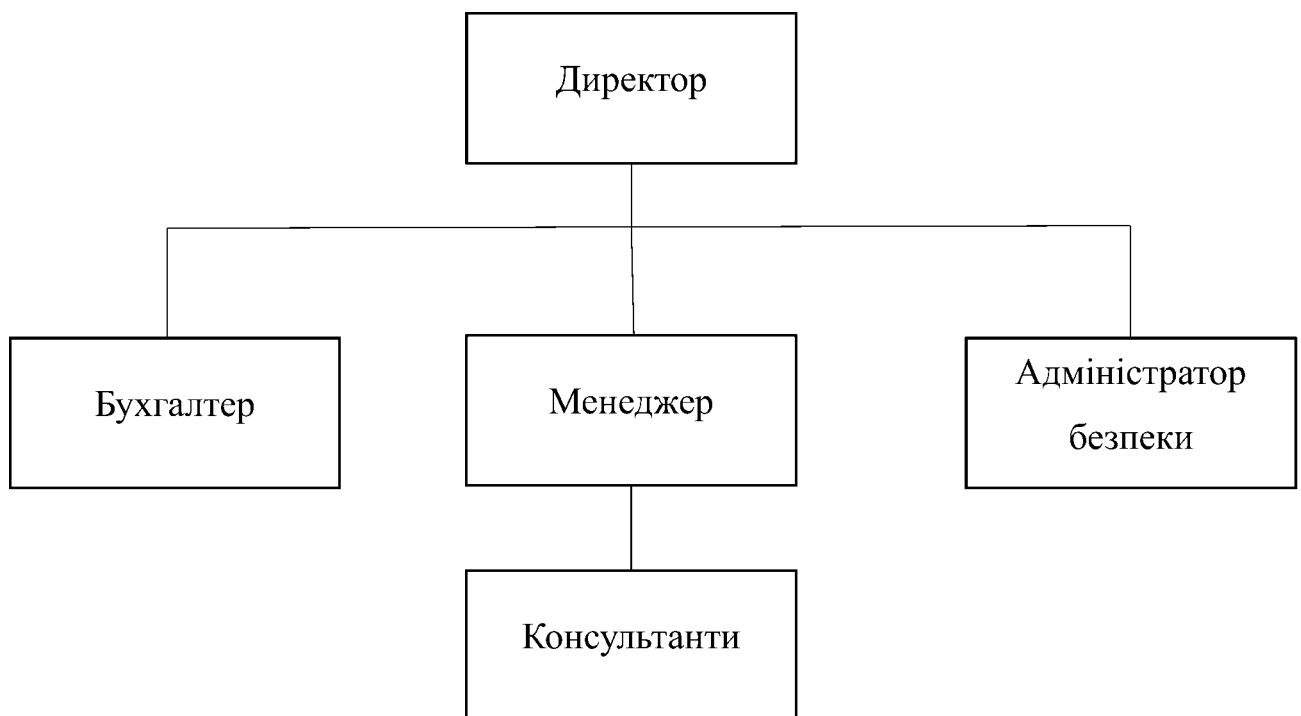 Директор
Бухгалтер
Менеджер
Адміністратор
безпеки
Консультанти